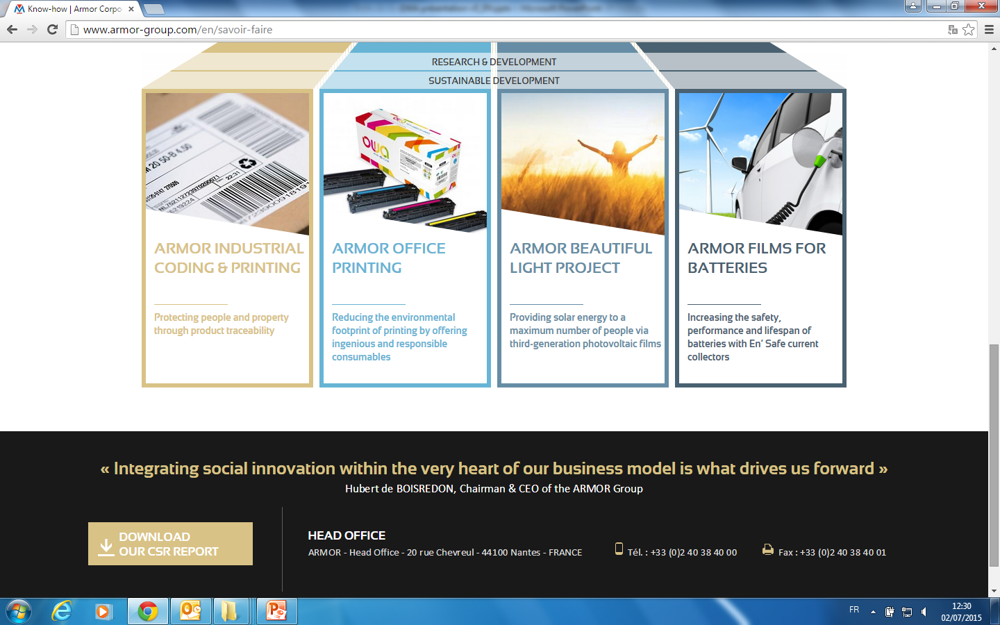 Know-how | Armor Corpo
www.armor-group.com/en/savoir-faire
RESEARCH & DEVELOPMENT
SUSTAINABLE DEVELOPMENT
OWA
ARMOR INDUSTRIAL
CODING & PRINTING
Protecting people and property
through product traceability
ARMOR OFFICE
PRINTING
Reducing the environmental
footprint of printing by offering
ingenious and responsible
consumables
ARMOR BEAUTIFUL
LIGHT PROJECT
Providing solar energy to a
maximum number of people via
third-generation photovoltaic films
ARMOR FILMS FOR
BATTERIES
Increasing the safety,
performance and lifespan of
batteries with En’ Safe current
collectors
« Integrating social innovation within the very heart of our business model is what drives us forward »
Hubert de BOISREDON, Chairman & CEO of the ARMOR Group
DOWNLOAD
OUR CSR REPORT
HEAD OFFICE
ARMOR - Head Office - 20 rue Chevreul - 44100 Nantes - FRANCE
Tél. : +33 (0)2 40 38 40 00
Fax : +33 (0)2 40 38 40 01
FR
12:30
02/07/2015